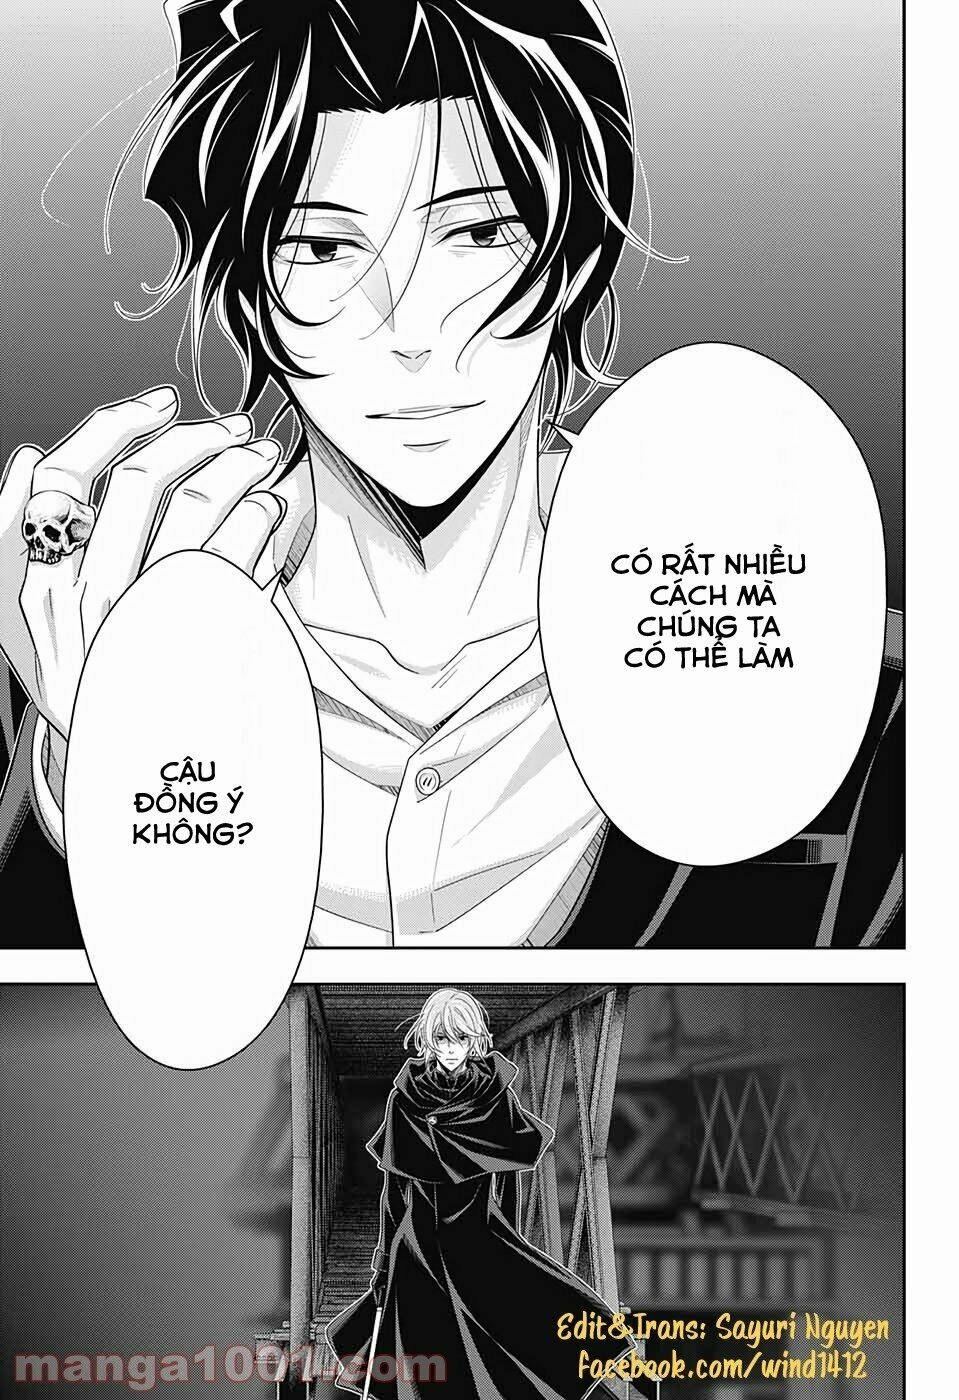 CÓ RẤT NHIỀU
CÁCH MÀ
CHÚNG TA
CÓ THỂ LÀM
CẬU
ĐỒNG Ý
KHÔNG?
Edit&Trans: Sayuri Nguyen
facebook.com/wind1412
manga1001.com